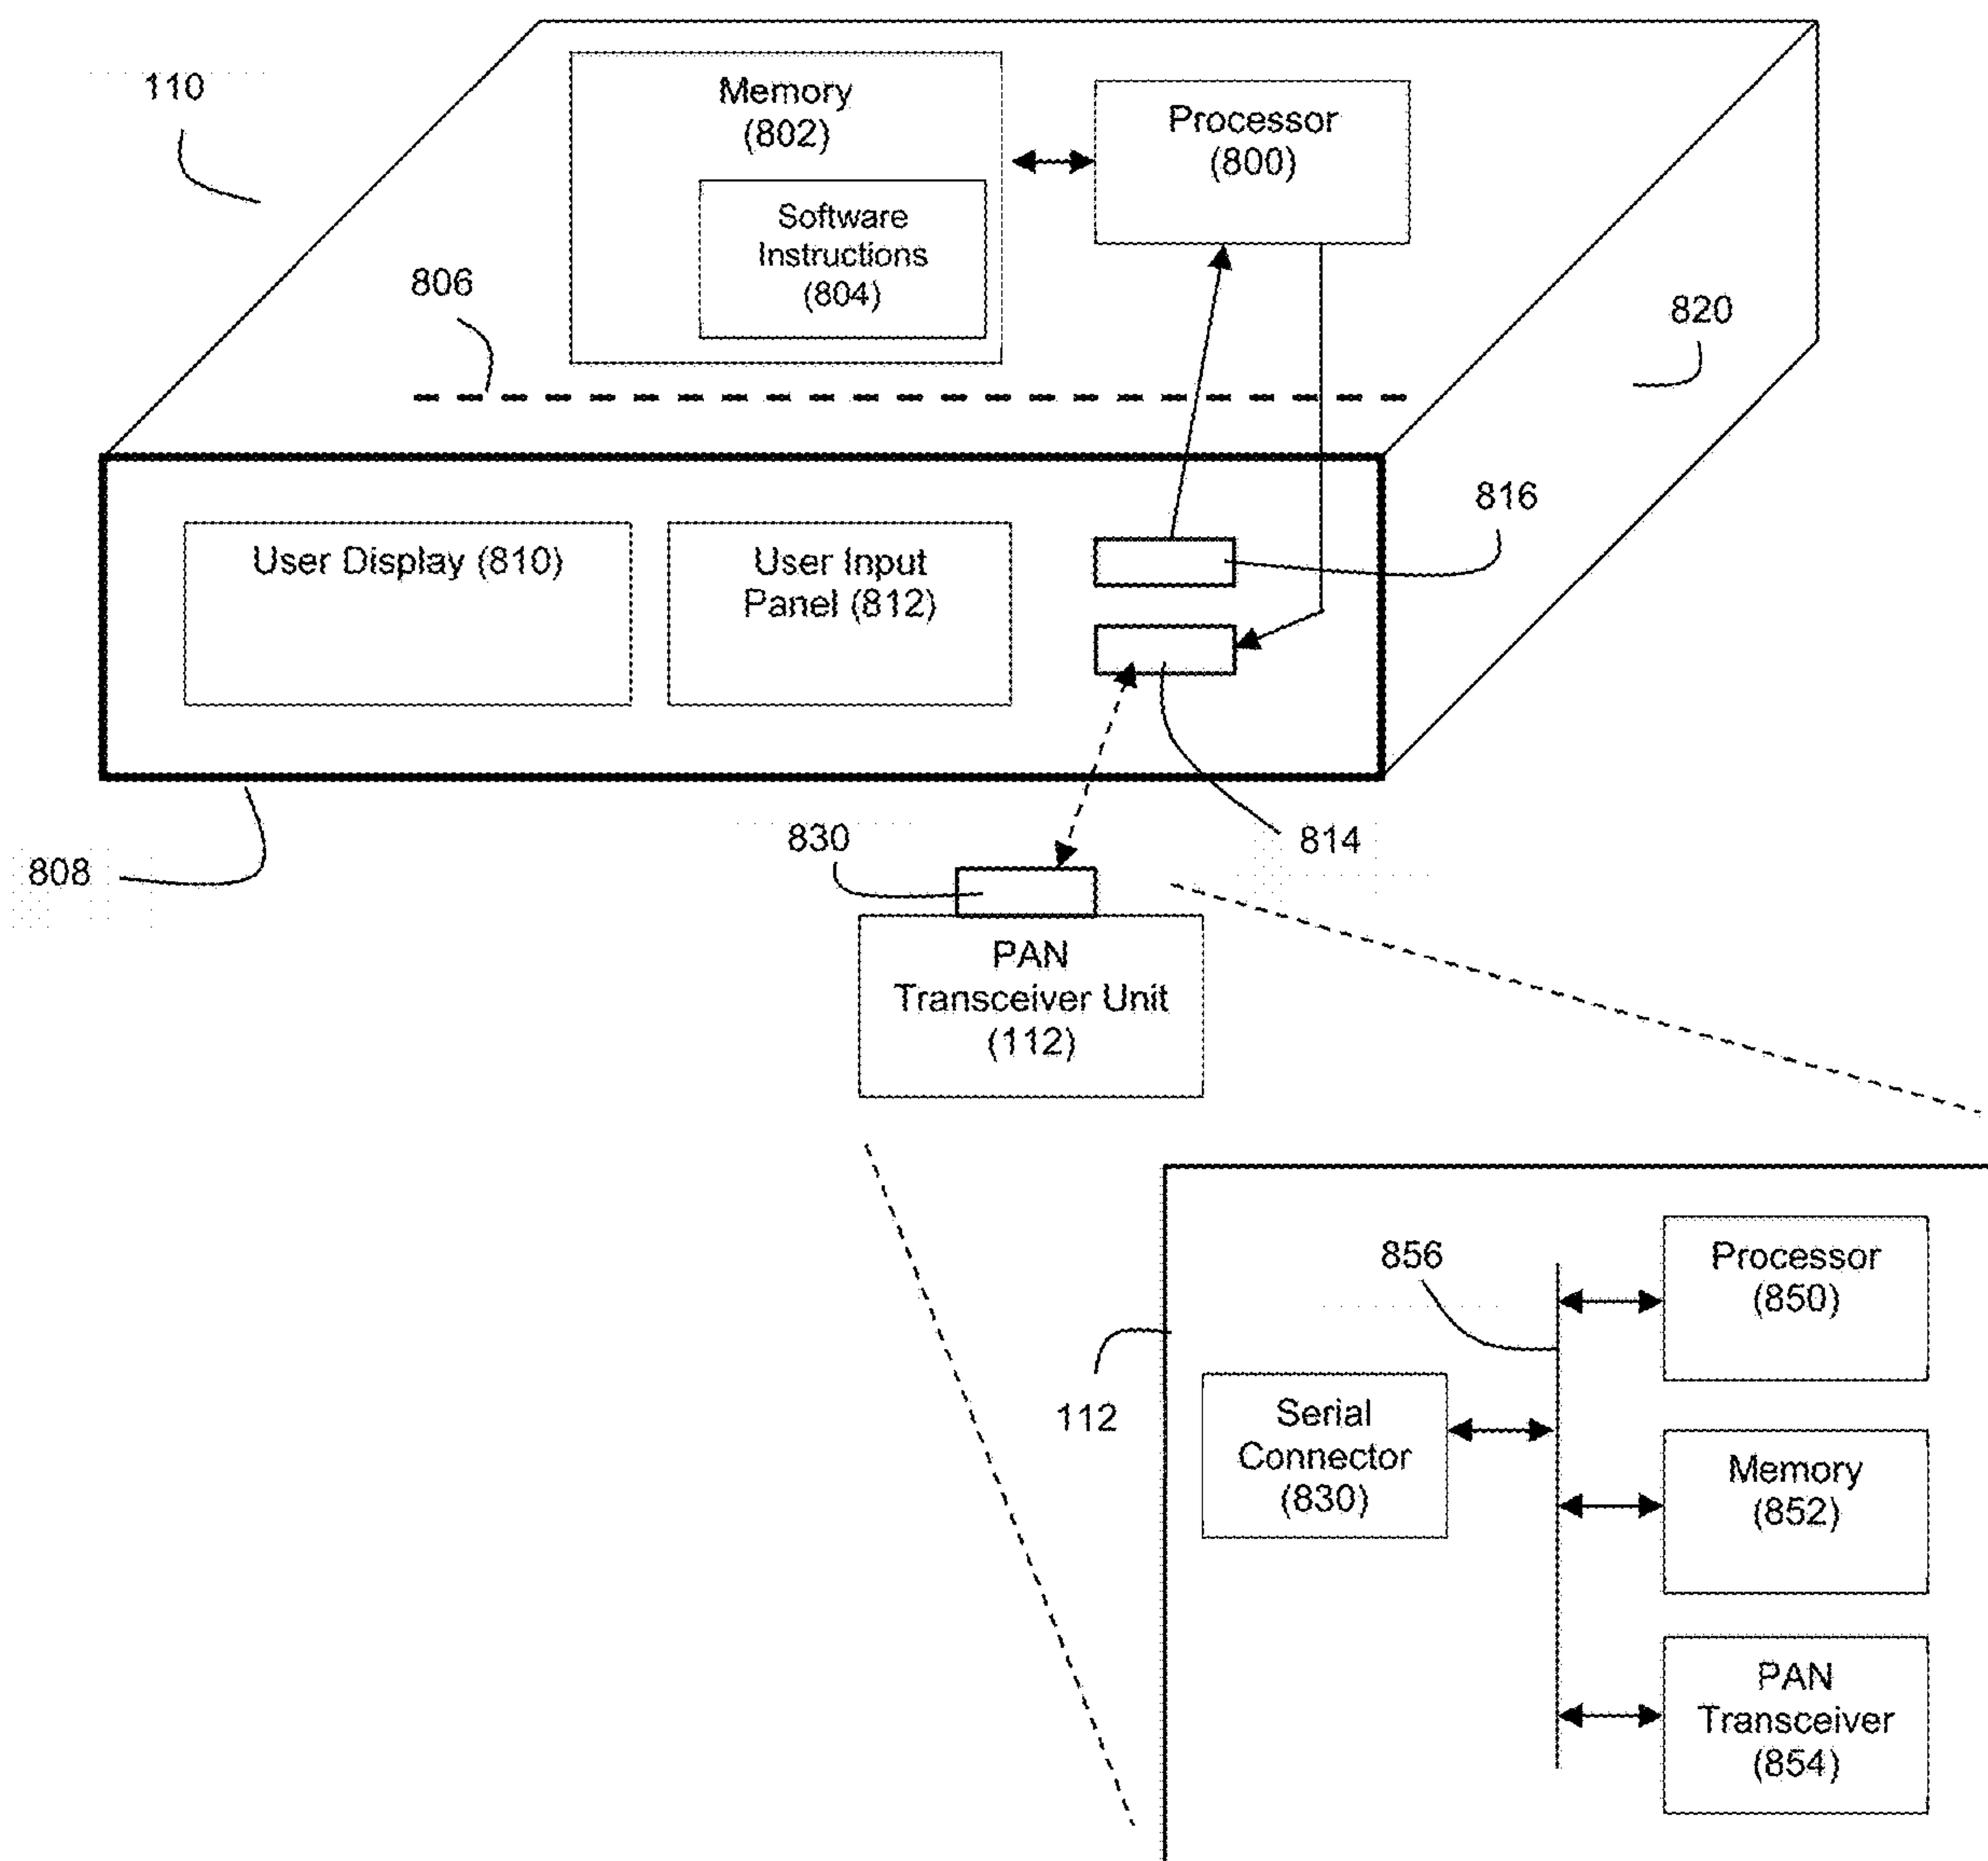 110
Memory
(802)
Processor
(800)
Software
Instructions
(804)
806
820
816
User Display (810)
User Input
Panel (812)
830
814
808
PAN
Transceiver Unit
(112)
856
Processor
(850)
112
Serial
Connector
(830)
Memory
(852)
PAN
Transceiver
(854)